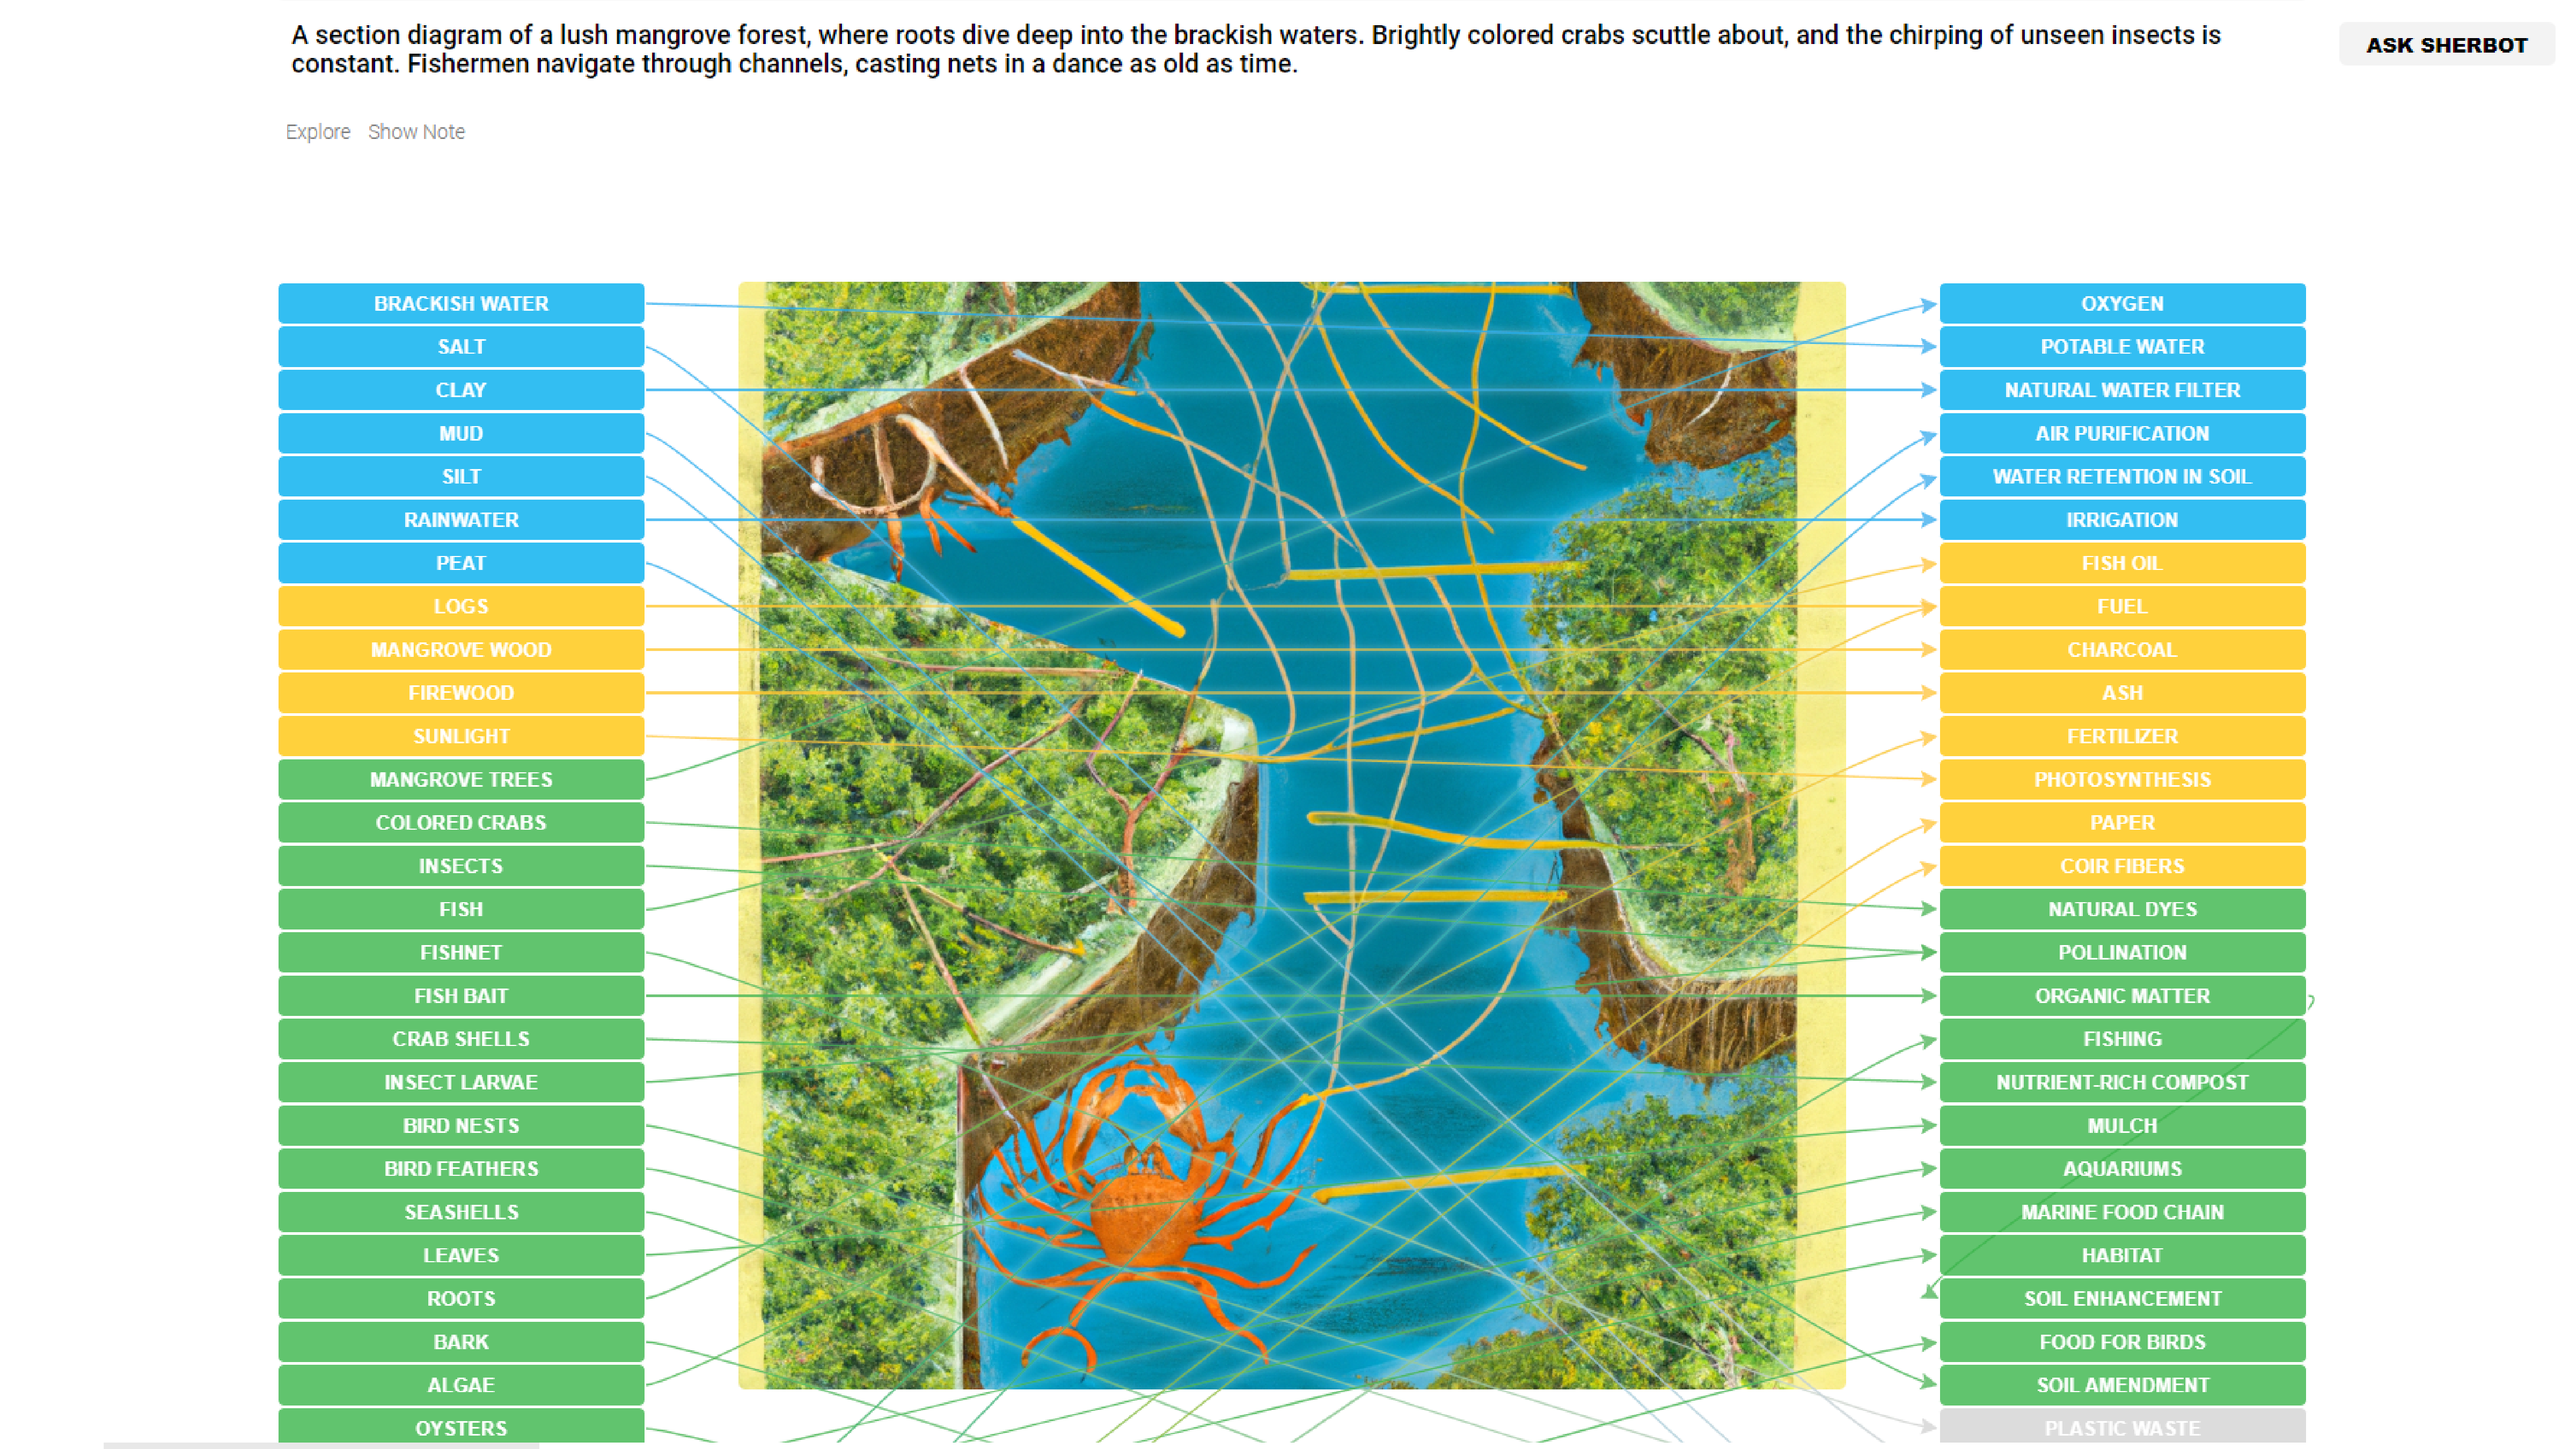 A section diagram of a lush mangrove forest, where roots dive deep into the brackish waters. Brightly colored crabs scuttle about, and the chirping of unseen insects is
constant. Fishermen navigate through channels, casting nets in a dance as old as time.
ASK SHERBOT
Explore Show Note
BRACKISH WATER
SALT
CLAY
MUD
SILT
RAINWATER
PEAT
LOGS
MANGROVE WOOD
FIREWOOD
SUNLIGHT
MANGROVE TREES
COLORED CRABS
INSECTS
FISH
FISHNET
FISH BAIT
CRAB SHELLS
INSECT LARVAE
BIRD NESTS
BIRD FEATHERS
SEASHELLS
LEAVES
ROOTS
BARK
ALGAE
OYSTERS
OXYGEN
POTABLE WATER
NATURAL WATER FILTER
AIR PURIFICATION
WATER RETENTION IN SOIL
IRRIGATION
FISH OIL
FUEL
CHARCOAL
ASH
FERTILIZER
PHOTOSYNTHESIS
PAPER
COIR FIBERS
NATURAL DYES
POLLINATION
ORGANIC MATTER
FISHING
NUTRIENT-RICH COMPOST
MULCH
AQUARIUMS
MARINE FOOD CHAIN
HABITAT
SOIL ENHANCEMENT
FOOD FOR BIRDS
SOIL AMENDMENT
PLASTIC WASTE